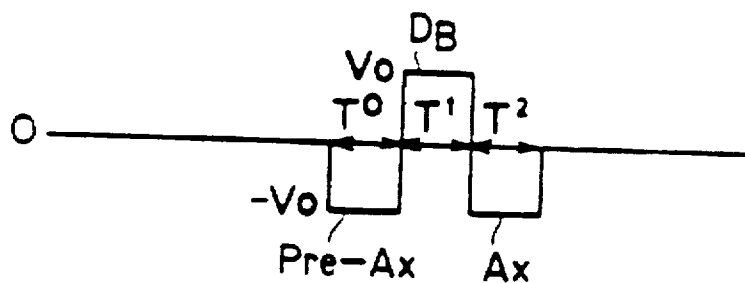 DB
Vo
T⁰ T¹ T²
O
-Vo
Pre-Ax Ax